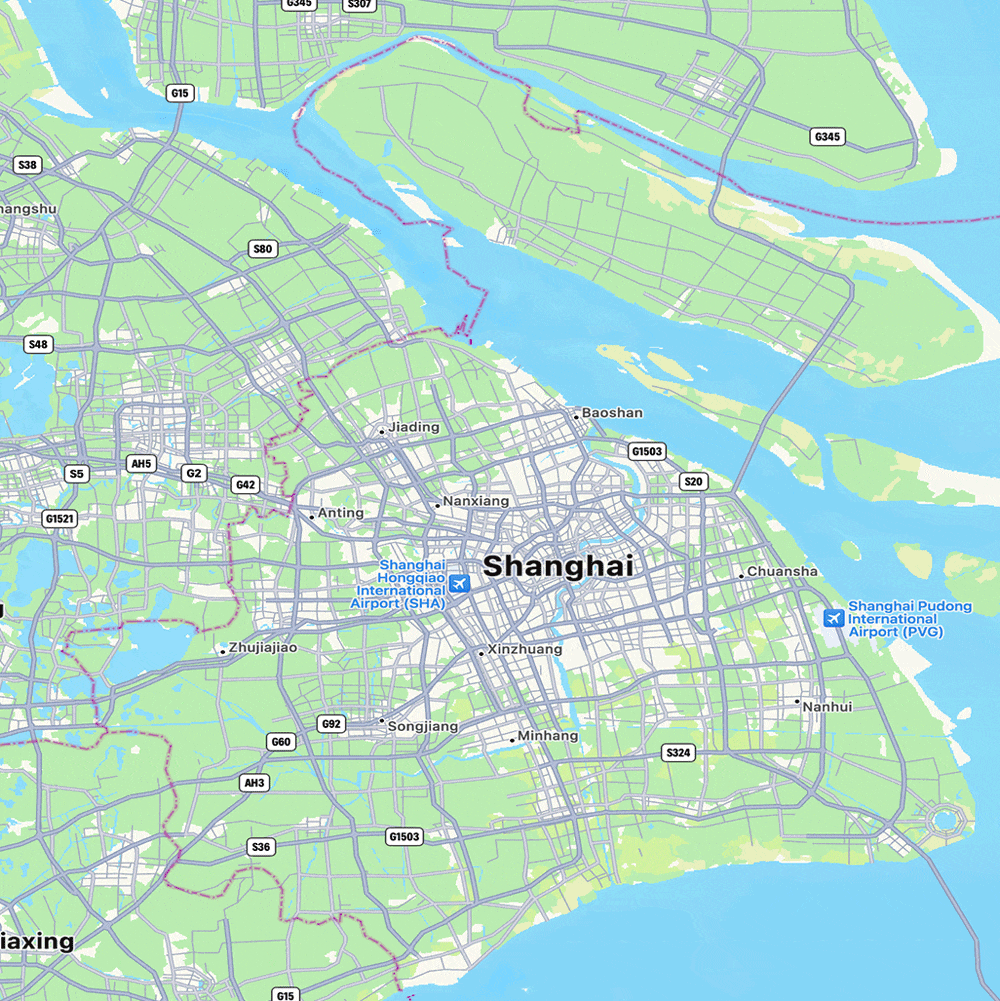 G345
S307
G15
G345
S38
hangshu
S80
S48
Baoshan
Jiading
G1503
AH5
G2
S5
G42
S20
Nanxiang
Anting
G1521
Shanghai
Shanghai
Hongqiao
International
Airport (SHA)
Chuansha
Shanghai Pudong
International
Airport (PVG)
Zhujiajiao
Xinzhuang
Nanhui
G92
Songjiang
Minhang
G60
S324
AH3
G1503
S36
iaxing
G15